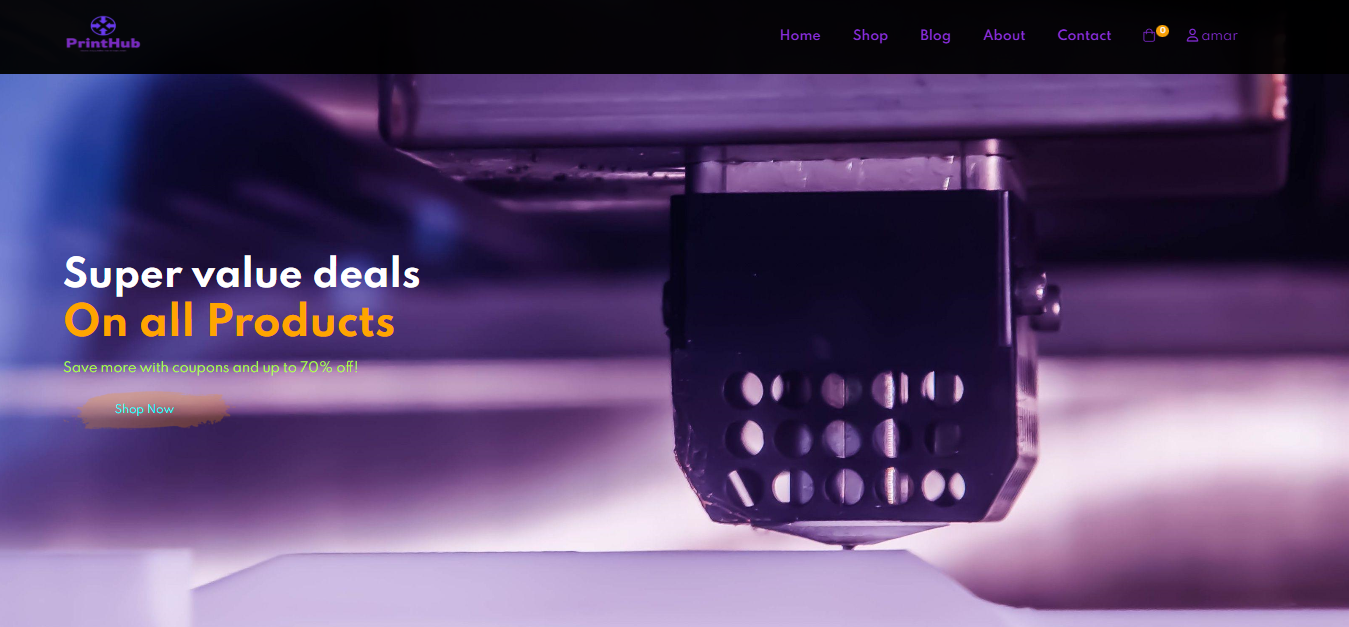 PrintHub
Home Shop Blog About Contact 0 amar
Super value deals
On all Products
Save more with coupons and up to 70% off!
Shop Now